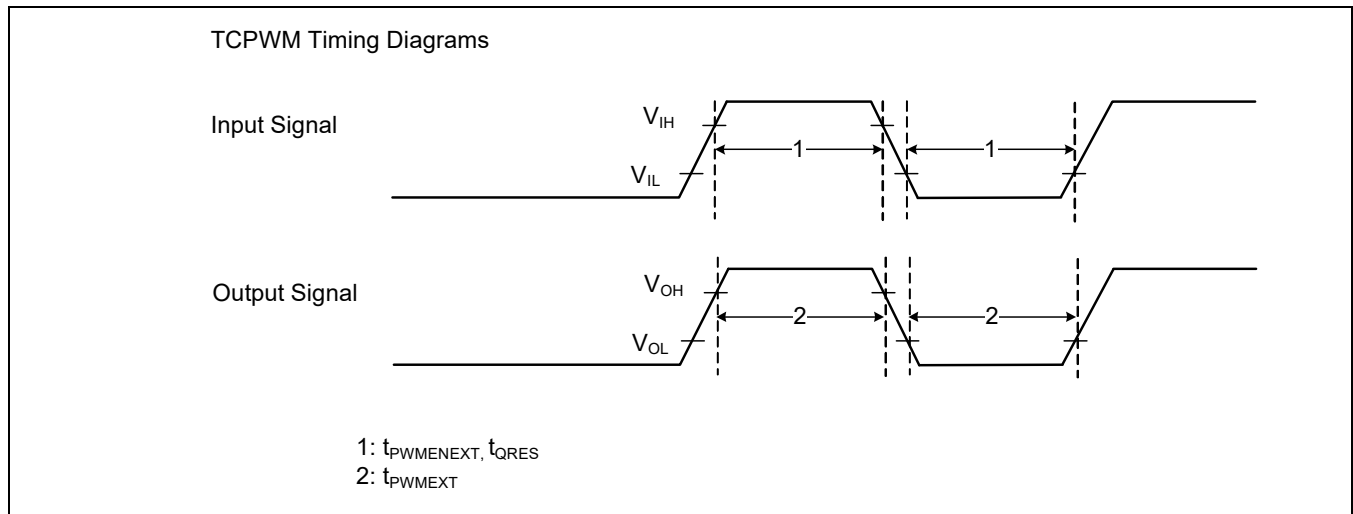 TCPWM Timing Diagrams
Input Signal
VIH
1
1
VIL
Output Signal
VOH
2
2
VOL
1: tPWMENEXT, tQRES
2: tPWMEXT